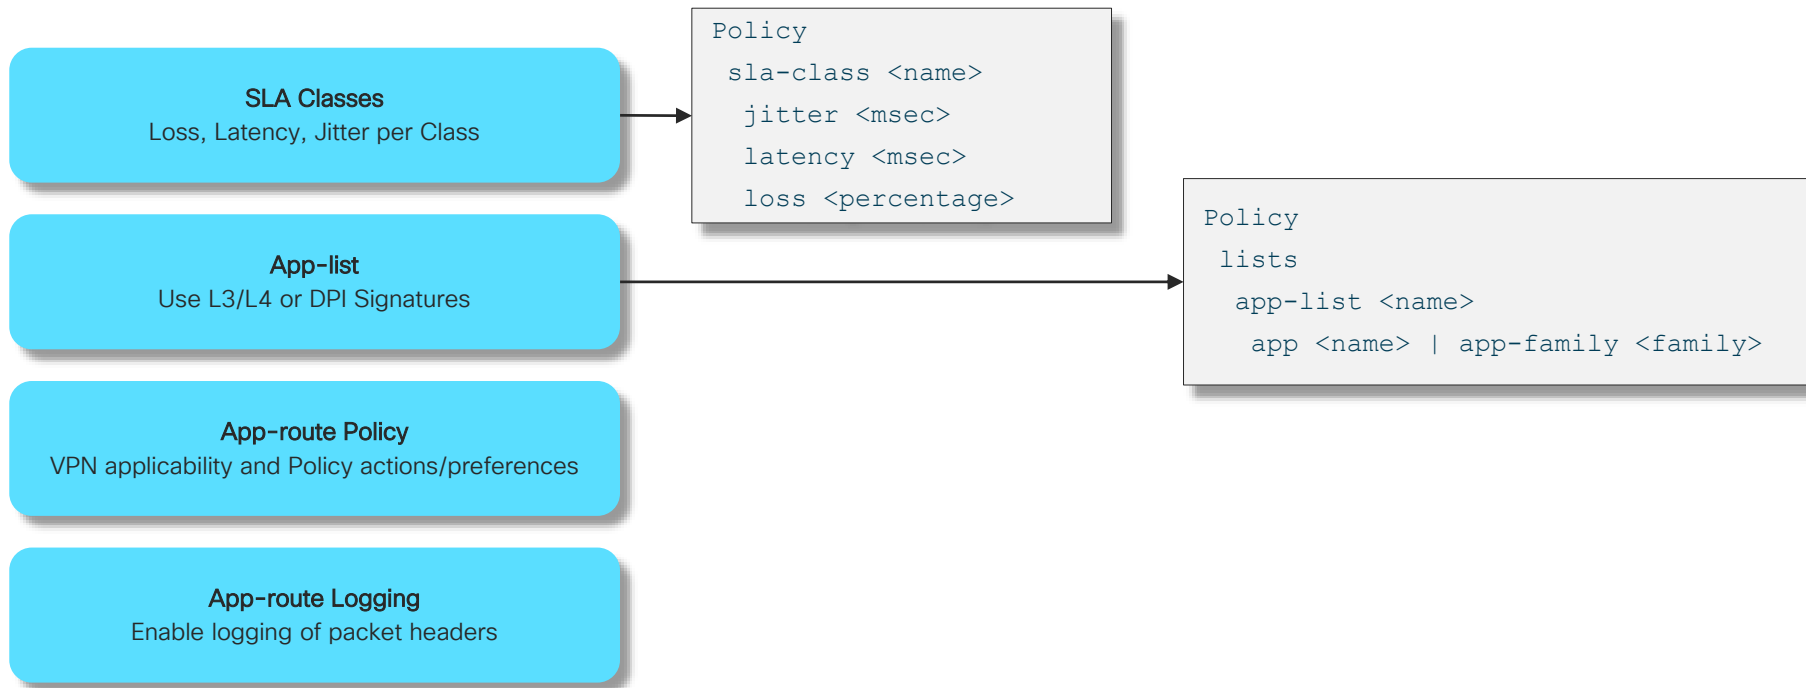 SLA Classes
Loss, Latency, Jitter per Class
Policy
sla-class <name>
jitter <msec>
latency <msec>
loss <percentage>
App-list
Use L3/L4 or DPI Signatures
Policy
lists
app-list <name>
app <name> | app-family <family>
App-route Policy
VPN applicability and Policy actions/preferences
App-route Logging
Enable logging of packet headers